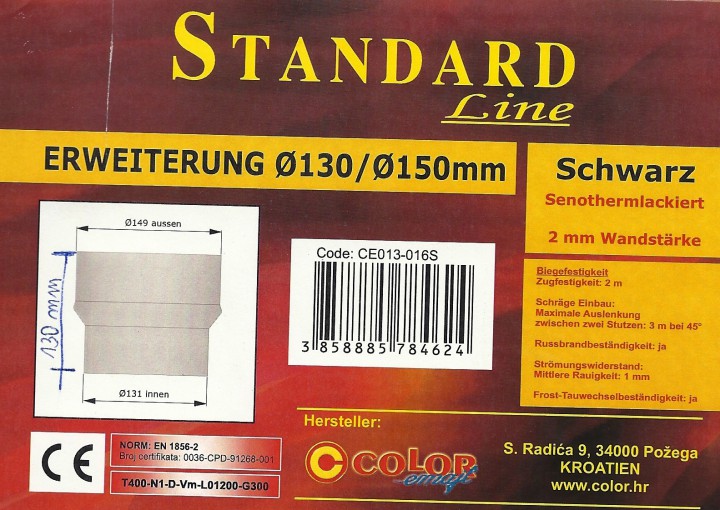 STANDARD
Line
ERWEITERUNG Ø130/Ø150mm
Schwarz
Senothermlackiert
2 mm Wandstärke
Ø149 aussen
130 mm
Ø131 innen
Code: CE013-016S
3 858885 784624
Biegefestigkeit
Zugfestigkeit: 2 m
Schräge Einbau:
Maximale Auslenkung
zwischen zwei Stutzen: 3 m bei 45°
Russbrandbeständigkeit: ja
Strömungswiderstand:
Mittlere Rauigkeit: 1 mm
Frost-Tauwechselbeständigkeit: ja
CE
NORM: EN 1856-2
Broj certifikata: 0036-CPD-91268-001
T400-N1-D-Vm-L01200-G300
Hersteller:
COLOR
emajl
S. Radića 9, 34000 Požega
KROATIEN
www.color.hr